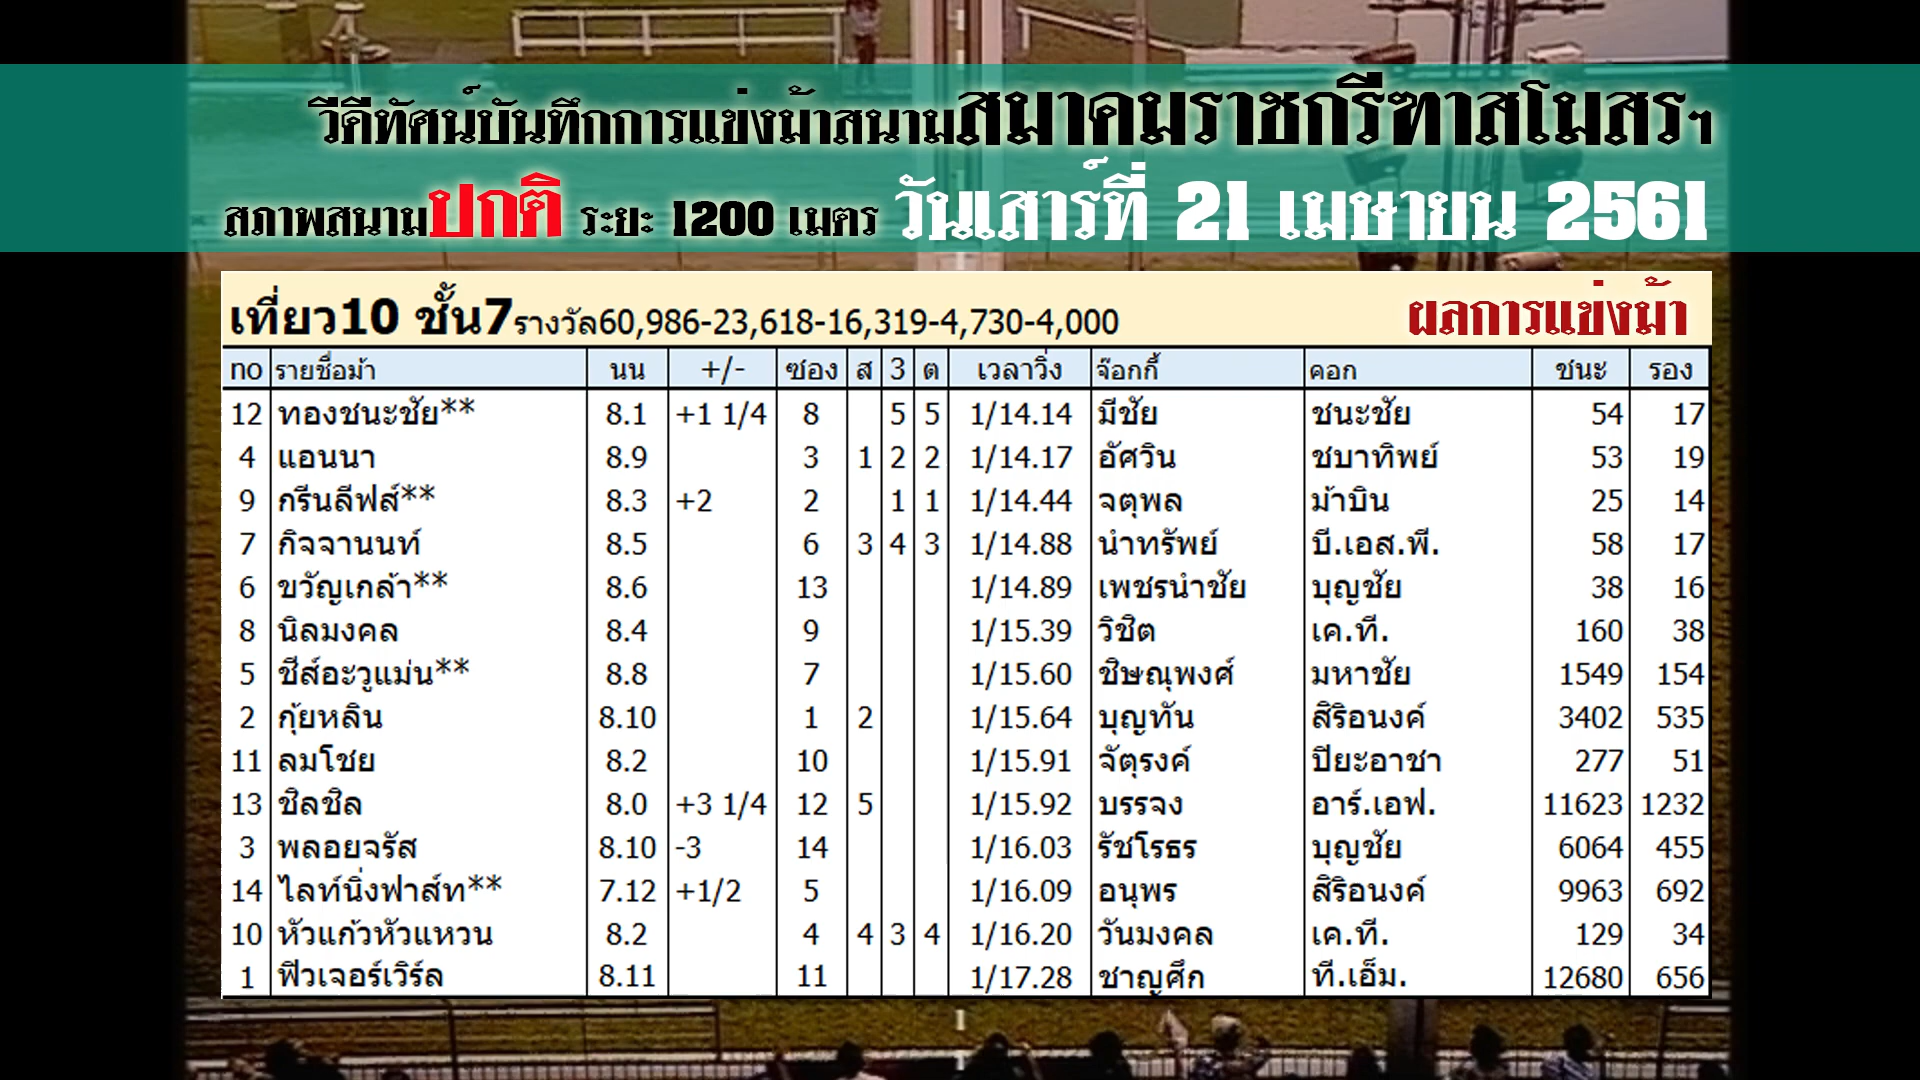 วีดีทัศน์บันทึกการแข่งม้าสนามสมาคมราชกรีฑาสโมสรฯ
สภาพสนามปกติ ระยะ 1200 เมตร วันเสาร์ที่ 21 เมษายน 2561
เที่ยว10 ชั้น7รางวัล60,986-23,618-16,319-4,730-4,000 ผลการแข่งม้า
no รายชื่อม้า นน +/- ซอง ส 3 ต เวลาวิ่ง จ๊อกกี้ คอก ชนะ รอง
12 ทองชนะชัย** 8.1 +1 1/4 8 5 5 1/14.14 มีชัย ชนะชัย 54 17
4 แอนนา 8.9 3 1 2 2 1/14.17 อัศวิน ชบาทิพย์ 53 19
9 กรีนลีฟส์** 8.3 +2 2 1 1 1/14.44 จตุพล ม้าบิน 25 14
7 กิจจานนท์ 8.5 6 3 4 3 1/14.88 นำทรัพย์ บี.เอส.พี. 58 17
6 ขวัญเกล้า** 8.6 13 1/14.89 เพชรนำชัย บุญชัย 38 16
8 นิลมงคล 8.4 9 1/15.39 วิชิต เค.ที. 160 38
5 ชีส์อะวูแม่น** 8.8 7 1/15.60 ชิษณุพงศ์ มหาชัย 1549 154
2 กุ้ยหลิน 8.10 1 2 1/15.64 บุญทัน สิริอนงค์ 3402 535
11 ลมโชย 8.2 10 1/15.91 จัตุรงค์ ปิยะอาชา 277 51
13 ชิลชิล 8.0 +3 1/4 12 5 1/15.92 บรรจง อาร์.เอฟ. 11623 1232
3 พลอยจรัส 8.10 -3 14 1/16.03 รัชโรธร บุญชัย 6064 455
14 ไลท์นิ่งฟาส์ท** 7.12 +1/2 5 1/16.09 อนุพร สิริอนงค์ 9963 692
10 หัวแก้วหัวแหวน 8.2 4 4 3 4 1/16.20 วันมงคล เค.ที. 129 34
1 ฟิวเจอร์เวิร์ล 8.11 11 1/17.28 ชาญศึก ที.เอ็ม. 12680 656